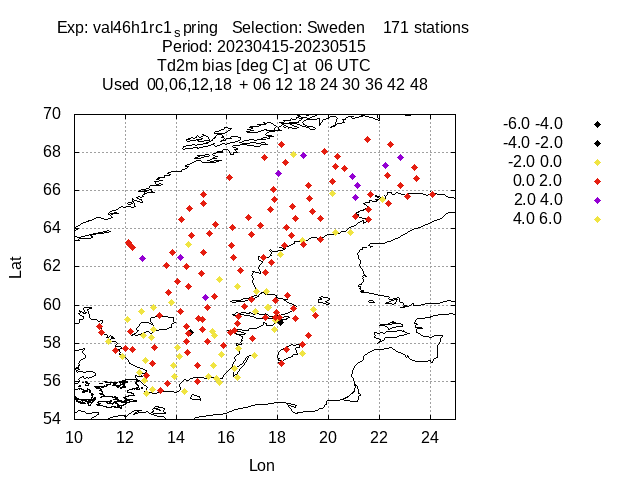 Exp: val46h1rc1spring Selection: Sweden 171 stations
Period: 20230415-20230515
Td2m bias [deg C] at 06 UTC
Used 00,06,12,18 + 06 12 18 24 30 36 42 48
70
68
66
64
62
60
58
56
54
10 12 14 16 18 20 22 24
Lat
Lon
-6.0 -4.0
-4.0 -2.0
-2.0 0.0
0.0 2.0
2.0 4.0
4.0 6.0